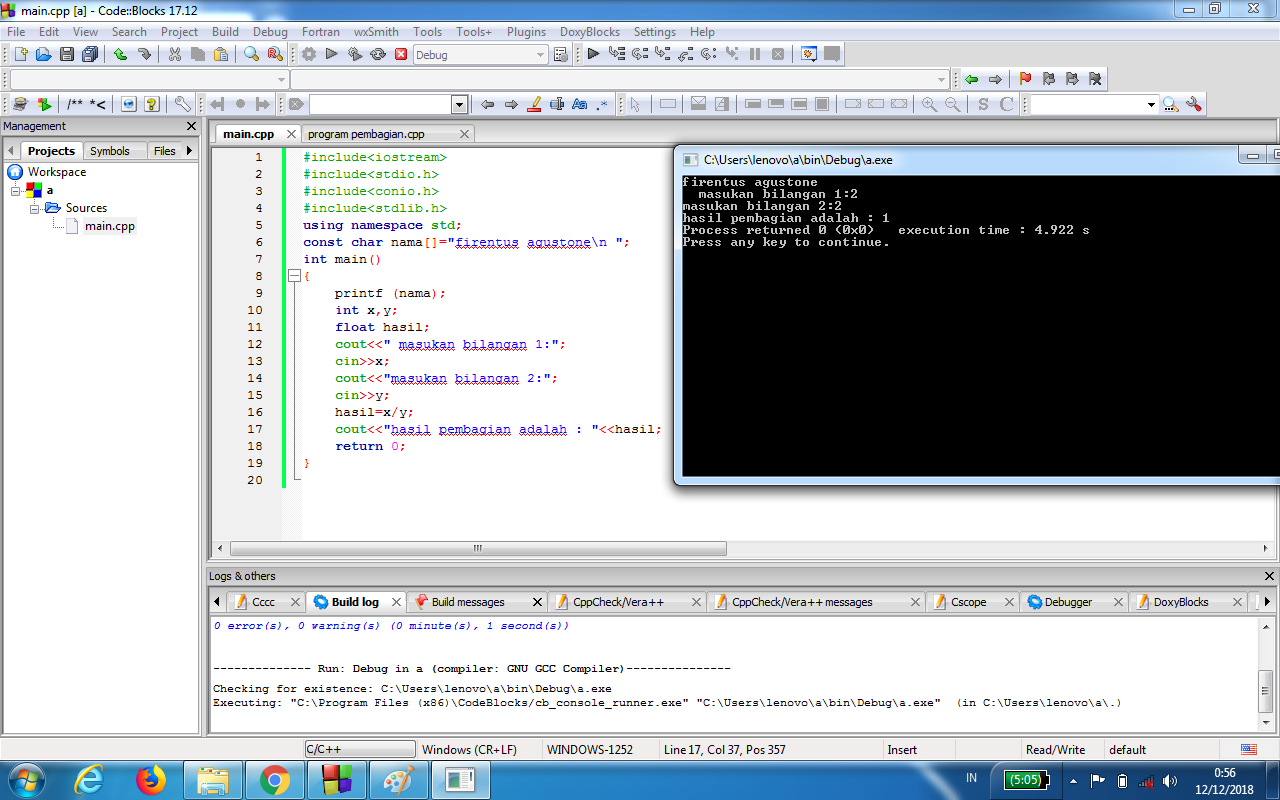 main.cpp [a] - Code::Blocks 17.12
File Edit View Search Project Build Debug Fortran wxSmith Tools Tools+ Plugins DoxyBlocks Settings Help
Debug
/** *<
Aa .*
S C
Management
Projects Symbols Files
Workspace
a
Sources
main.cpp
main.cpp program pembagian.cpp
1 #include<iostream>
2 #include<stdio.h>
3 #include<conio.h>
4 #include<stdlib.h>
5 using namespace std;
6 const char nama[]="firentus agustone\n ";
7 int main()
8 {
9 printf (nama);
10 int x,y;
11 float hasil;
12 cout<<" masukan bilangan 1:";
13 cin>>x;
14 cout<<"masukan bilangan 2:";
15 cin>>y;
16 hasil=x/y;
17 cout<<"hasil pembagian adalah : "<<hasil;
18 return 0;
19 }
20
C:\Users\lenovo\a\bin\Debug\a.exe
firentus agustone
masukan bilangan 1:2
masukan bilangan 2:2
hasil pembagian adalah : 1
Process returned 0 (0x0) execution time : 4.922 s
Press any key to continue.
Logs & others
Cccc Build log Build messages CppCheck/Vera++ CppCheck/Vera++ messages Cscope Debugger DoxyBlocks
0 error(s), 0 warning(s) (0 minute(s), 1 second(s))
-------------- Run: Debug in a (compiler: GNU GCC Compiler)---------------
Checking for existence: C:\Users\lenovo\a\bin\Debug\a.exe
Executing: "C:\Program Files (x86)\CodeBlocks/cb_console_runner.exe" "C:\Users\lenovo\a\bin\Debug\a.exe" (in C:\Users\lenovo\a\.)
C/C++ Windows (CR+LF) WINDOWS-1252 Line 17, Col 37, Pos 357 Insert Read/Write default
IN (5:05) 0:56
12/12/2018